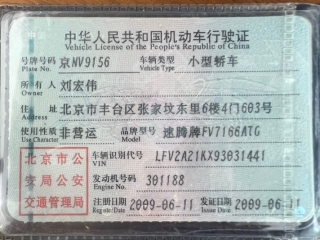 中华人民共和国机动车行驶证
Vehicle License of the People's Republic of China
号牌号码 京NV9156 车辆类型 小型轿车
Plate No. Vehicle Type
所有人 刘宏伟
Owner
住址 北京市丰台区张家坟东里6楼4门603号
Address
使用性质 非营运 品牌型号 速腾牌FV7166ATG
Use Character Model
北京市公安局公安交通管理局
车辆识别代号 LFV2A21KX93031441
VIN
发动机号码 301188
Engine No.
注册日期 2009-06-11 发证日期 2009-06-11
Register Date Issue Date